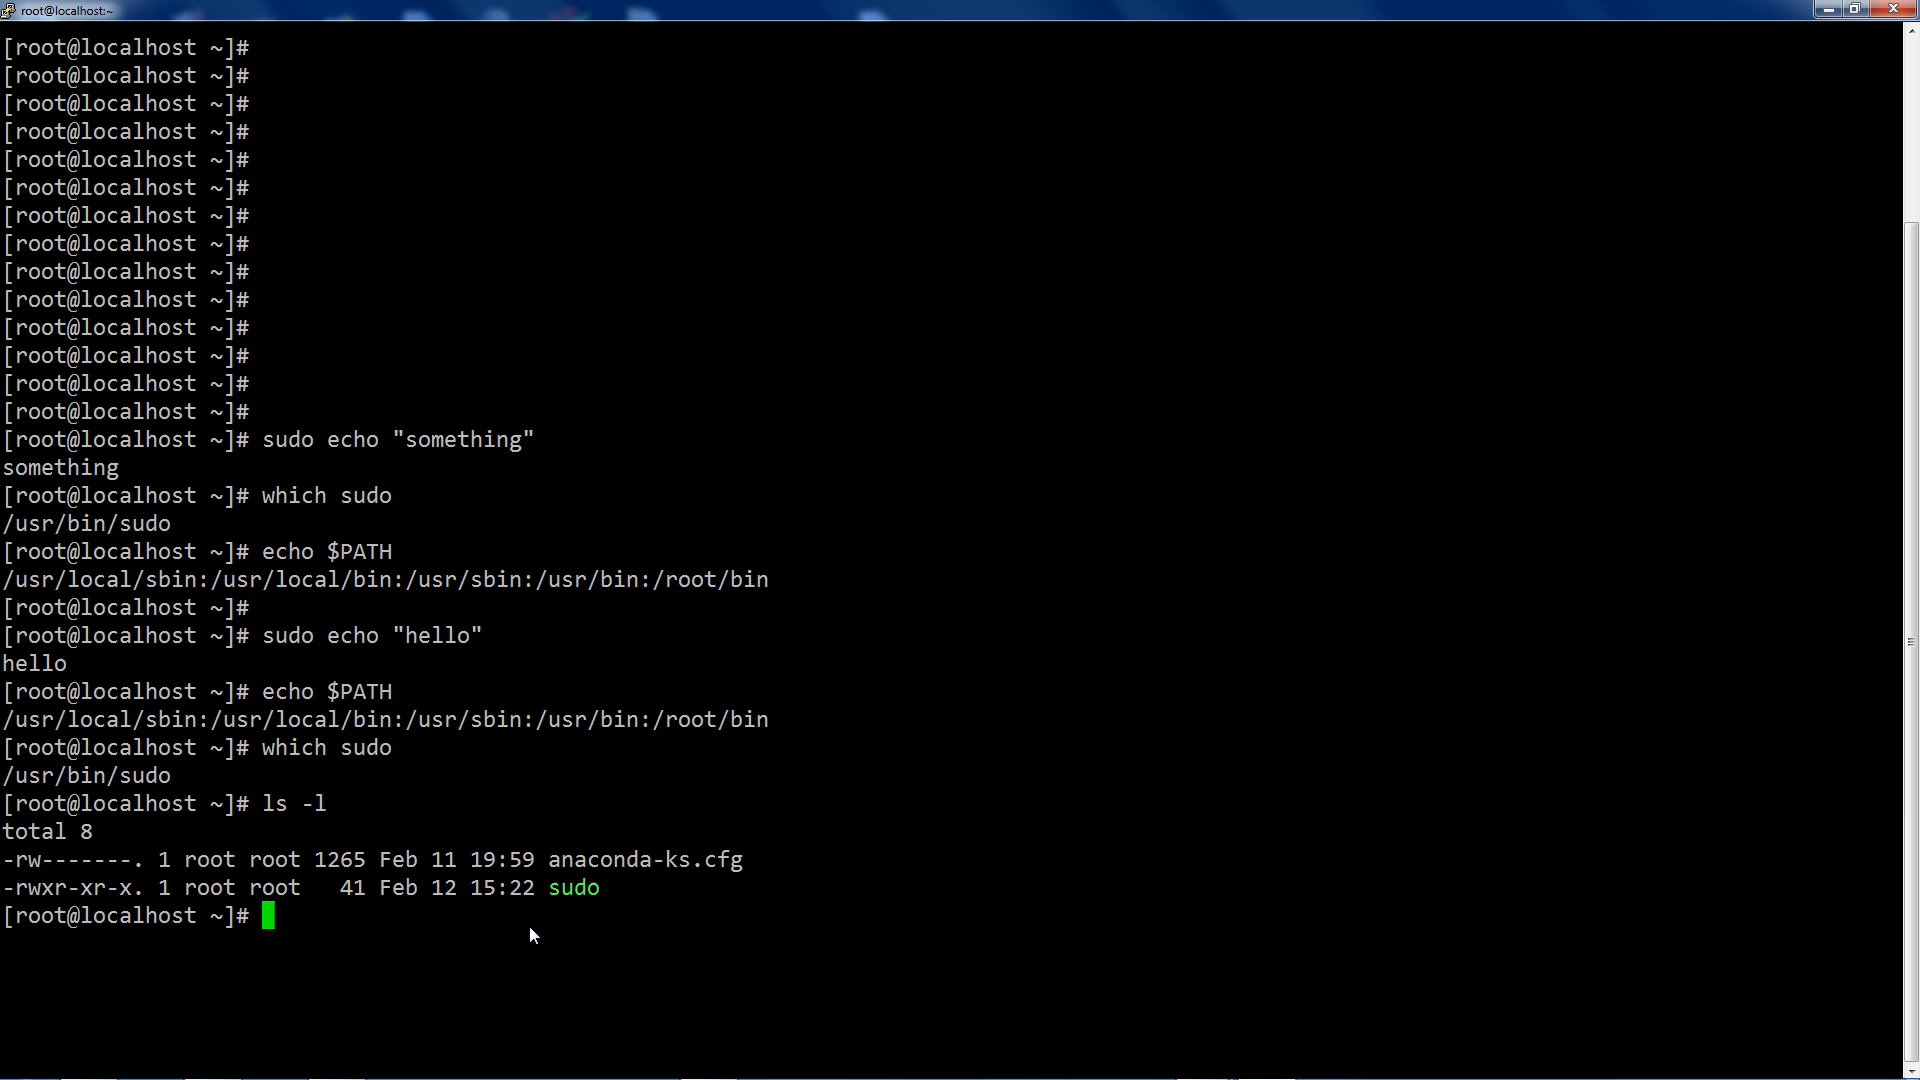 root@localhost:~
[root@localhost ~]#
[root@localhost ~]#
[root@localhost ~]#
[root@localhost ~]#
[root@localhost ~]#
[root@localhost ~]#
[root@localhost ~]#
[root@localhost ~]#
[root@localhost ~]#
[root@localhost ~]#
[root@localhost ~]#
[root@localhost ~]#
[root@localhost ~]#
[root@localhost ~]#
[root@localhost ~]# sudo echo "something"
something
[root@localhost ~]# which sudo
/usr/bin/sudo
[root@localhost ~]# echo $PATH
/usr/local/sbin:/usr/local/bin:/usr/sbin:/usr/bin:/root/bin
[root@localhost ~]#
[root@localhost ~]# sudo echo "hello"
hello
[root@localhost ~]# echo $PATH
/usr/local/sbin:/usr/local/bin:/usr/sbin:/usr/bin:/root/bin
[root@localhost ~]# which sudo
/usr/bin/sudo
[root@localhost ~]# ls -l
total 8
-rw-------. 1 root root 1265 Feb 11 19:59 anaconda-ks.cfg
-rwxr-xr-x. 1 root root   41 Feb 12 15:22 sudo
[root@localhost ~]#